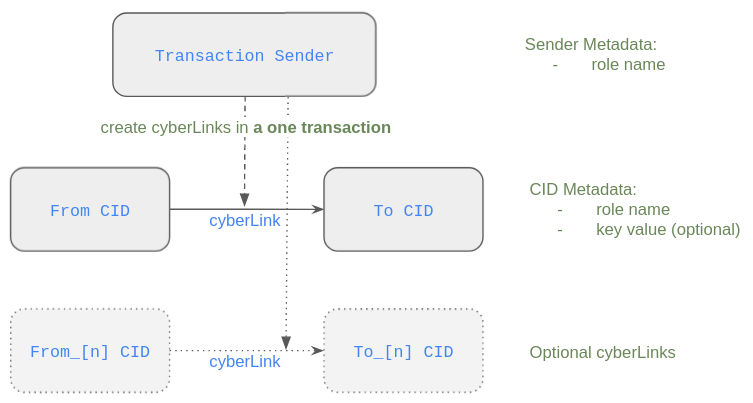 Transaction Sender
Sender Metadata:
- role name
create cyberLinks in a one transaction
From CID
cyberLink
To CID
CID Metadata:
- role name
- key value (optional)
From_[n] CID
cyberLink
To_[n] CID
Optional cyberLinks